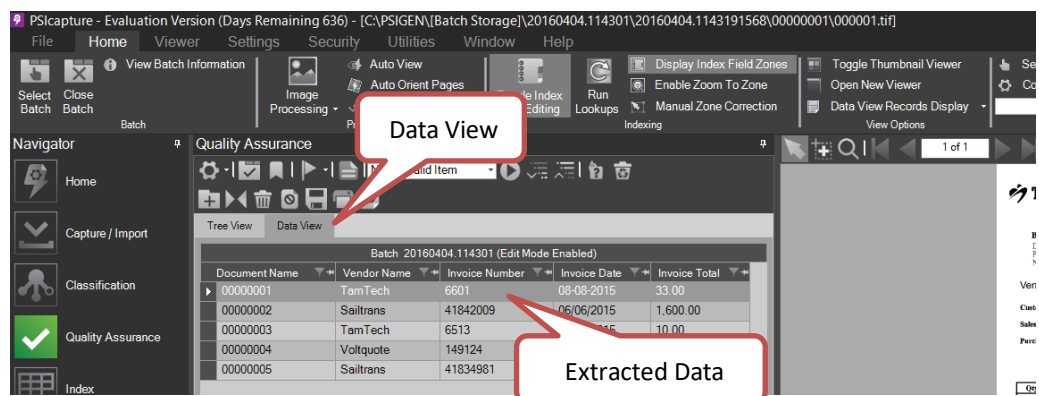 PSIcapture - Evaluation Version (Days Remaining 636) - [C:\PSIGEN\[Batch Storage]\20160404.114301\20160404.1143191568\00000001\000001.tif]
File Home Viewer Settings Security Utilities Window Help
Select Batch
Close Batch
View Batch Information
Batch
Image Processing
Auto View
Auto Orient Pages
Index Editing
Run Lookups
Display Index Field Zones
Enable Zoom To Zone
Manual Zone Correction
Indexing
Toggle Thumbnail Viewer
Open New Viewer
Data View Records Display
View Options
Data View
Navigator
Home
Capture / Import
Classification
Quality Assurance
Index
Quality Assurance
Item
1 of 1
Tree View Data View
Batch 20160404.114301 (Edit Mode Enabled)
Document Name Vendor Name Invoice Number Invoice Date Invoice Total
00000001 TamTech 6601 08-08-2015 33.00
00000002 Sailtrans 41842009 06/06/2015 1,600.00
00000003 TamTech 6513 10.00
00000004 Voltquote 149124
00000005 Sailtrans 41834981
Extracted Data